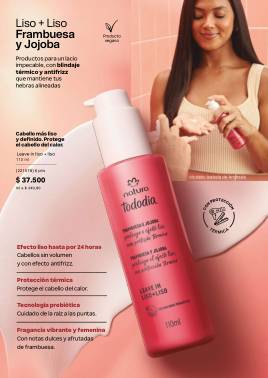 Liso + Liso
Frambuesa
y Jojoba
Producto
vegano
Productos para un lacio
impecable, con blindaje
térmico y antifrizz
que mantiene tus
hebras alineadas
Cabello más liso
y definido. Protege
el cabello del calor.
Leave in liso + liso
110 ml
$ 37.500
natura
tododia
FRAMBUESA Y JOJOBA
LEAVE IN
LISO+LISO
110ml
CON PROTECCIÓN
TÉRMICA
Efecto liso hasta por 24 horas
Cabellos sin volumen
y con efecto antifrizz.
Protección térmica
Protege el cabello del calor.
Tecnología prebiótica
Cuidado de la raíz a las puntas.
Fragancia vibrante y femenina
Con notas dulces y afrutadas
de frambuesa.